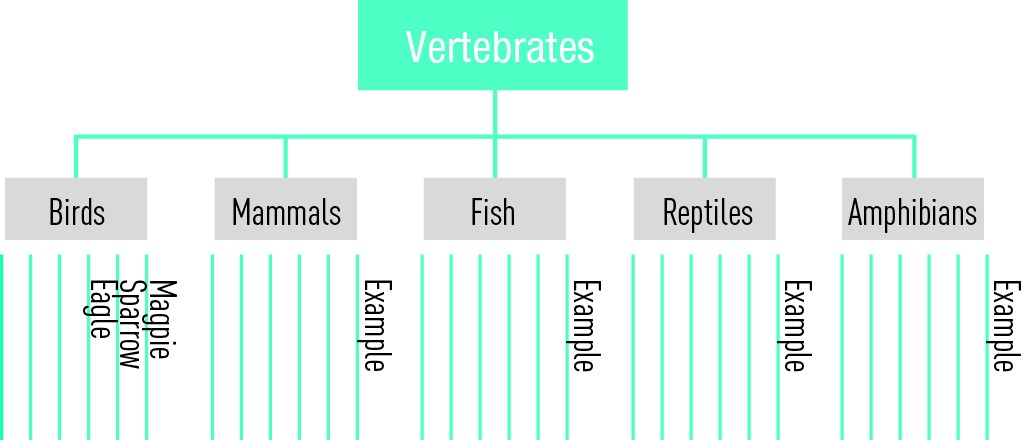 Vertebrates
Birds
Mammals
Fish
Reptiles
Amphibians
Magpie
Sparrow
Eagle
Example
Example
Example
Example